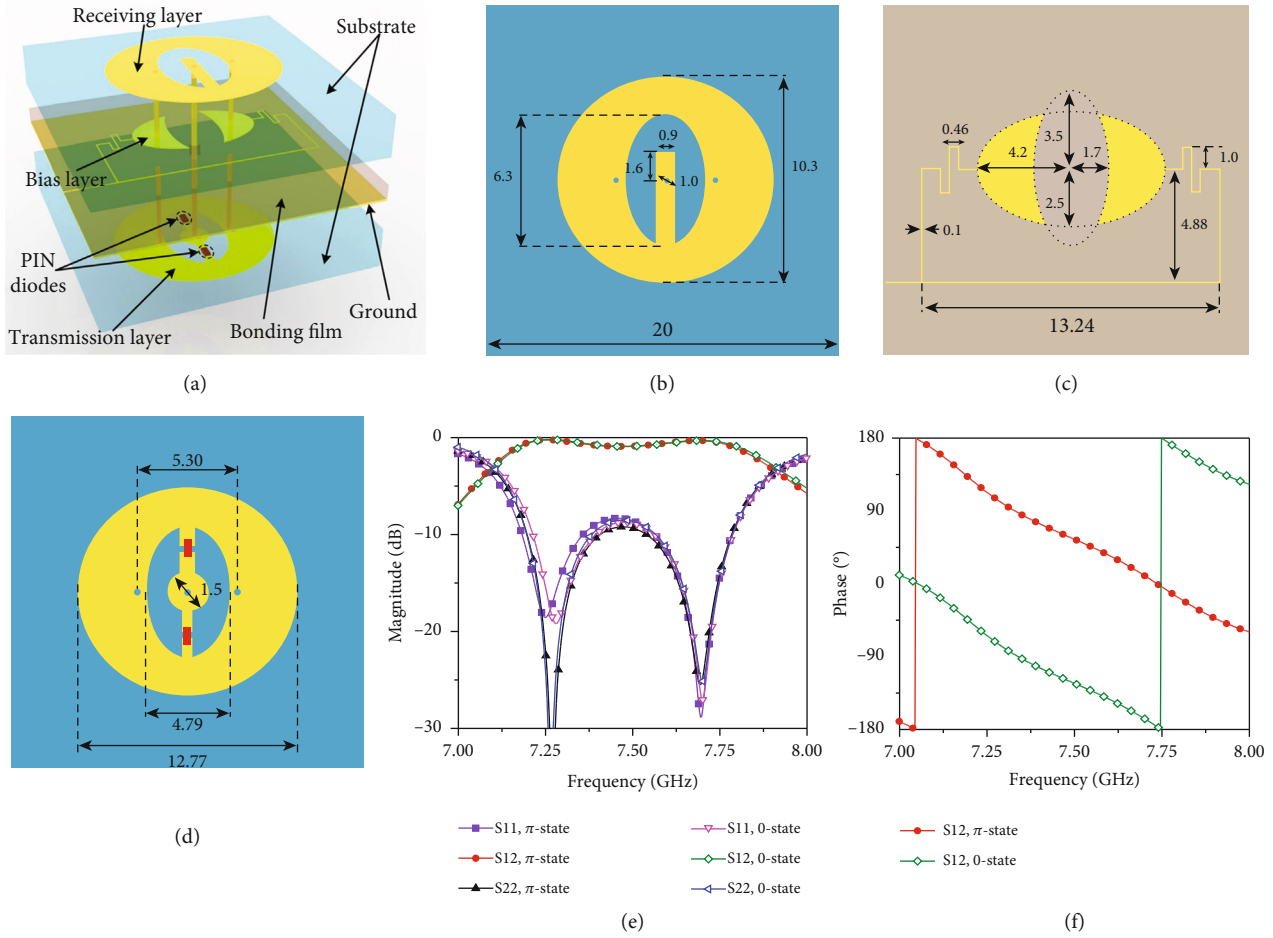 Receiving layer
Substrate
Bias layer
PIN
diodes
Transmission layer
Bonding film
Ground
(a)
0.9
1.6
1.0
6.3
10.3
20
(b)
0.46
3.5
4.2
1.7
1.0
2.5
4.88
0.1
13.24
(c)
5.30
1.5
4.79
12.77
(d)
0
−10
−20
−30
Magnitude (dB)
7.00
7.25
7.50
7.75
8.00
Frequency (GHz)
S11, π-state
S12, π-state
S22, π-state
S11, 0-state
S12, 0-state
S22, 0-state
(e)
180
90
0
−90
−180
Phase (°)
7.00
7.25
7.50
7.75
8.00
Frequency (GHz)
S12, π-state
S12, 0-state
(f)